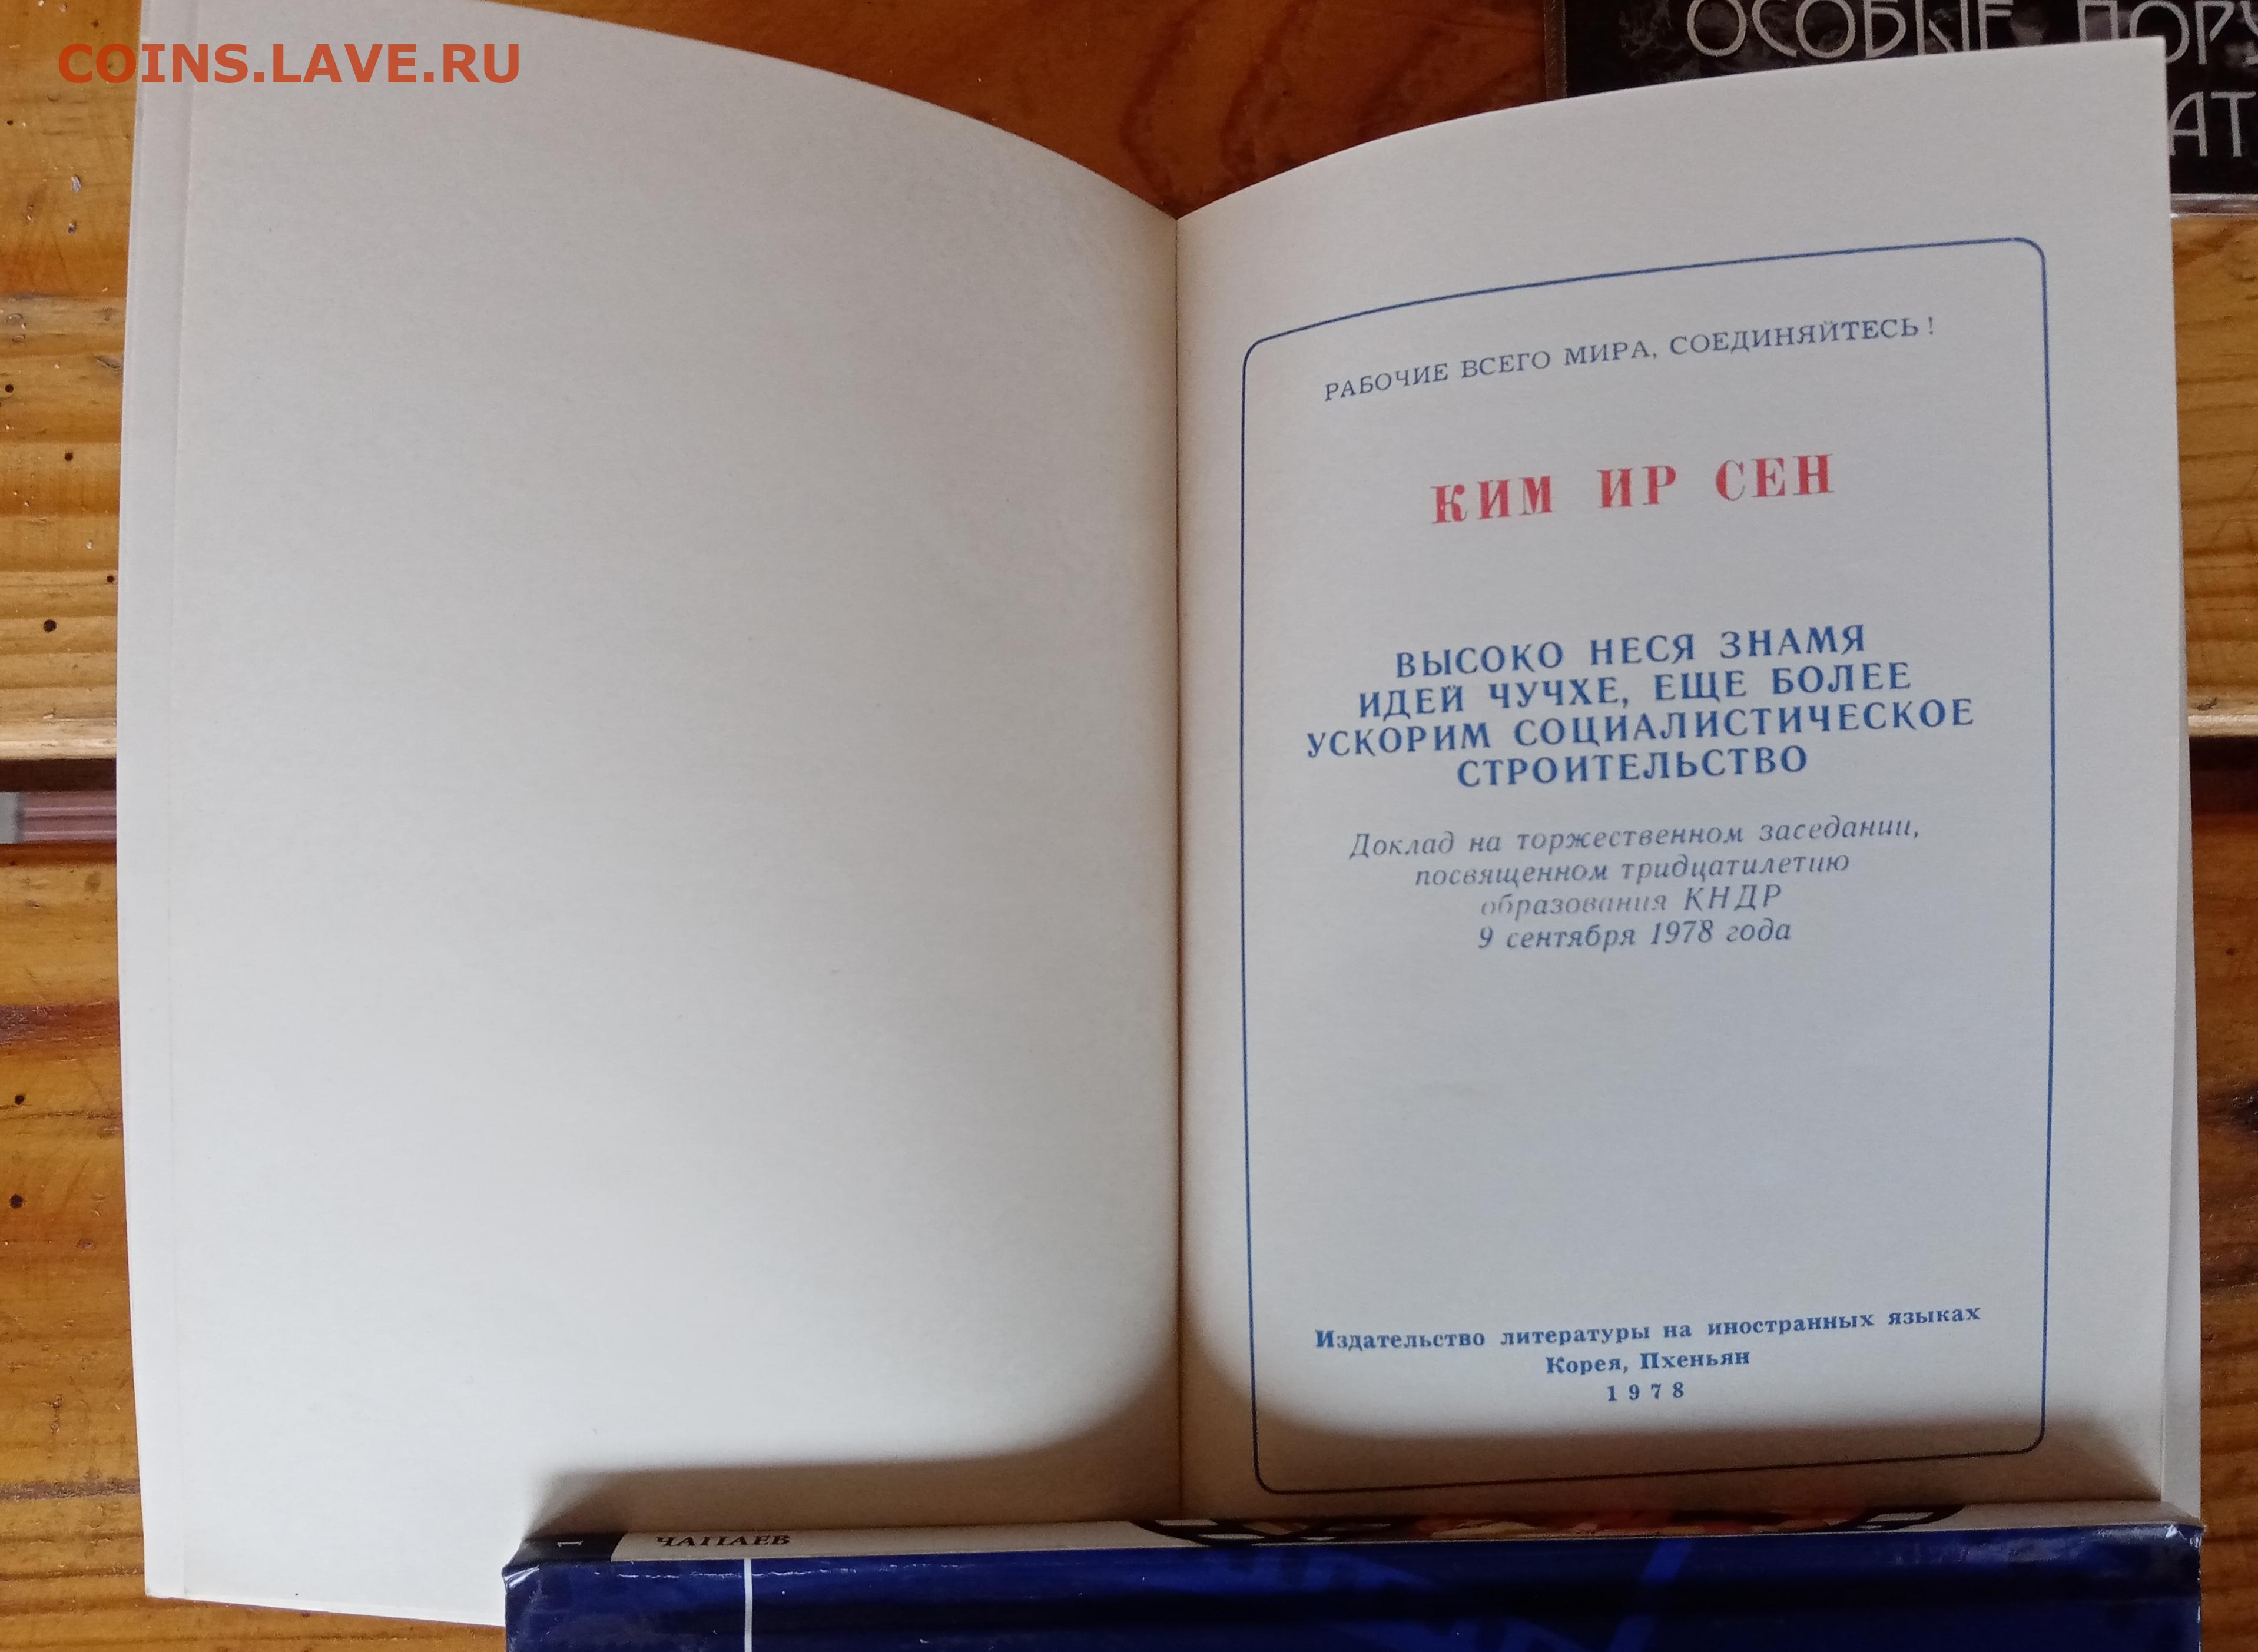 COINS.LAVE.RU
ОСОБЫЕ
РАБОЧИЕ ВСЕГО МИРА, СОЕДИНЯЙТЕСЬ!
КИМ ИР СЕН
ВЫСОКО НЕСЯ ЗНАМЯ
ИДЕЙ ЧУЧХЕ, ЕЩЕ БОЛЕЕ
УСКОРИМ СОЦИАЛИСТИЧЕСКОЕ
СТРОИТЕЛЬСТВО
Доклад на торжественном заседании,
посвященном тридцатилетию
образования КНДР
9 сентября 1978 года
Издательство литературы на иностранных языках
Корея, Пхеньян
1978
1
ЧАПАЕВ